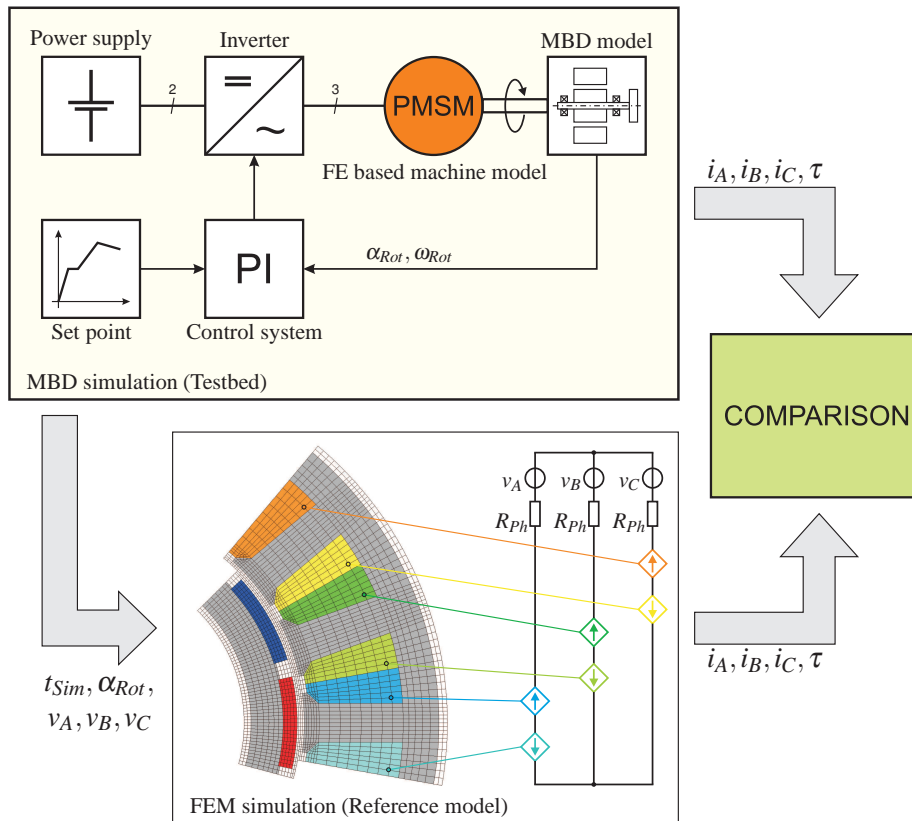 Power supply
Inverter
MBD model
2
3
=
~
PMSM
FE based machine model
i_A, i_B, i_C, τ
α_Rot, ω_Rot
PI
Set point
Control system
MBD simulation (Testbed)
COMPARISON
v_A
v_B
v_C
R_Ph
R_Ph
R_Ph
t_Sim, α_Rot,
v_A, v_B, v_C
i_A, i_B, i_C, τ
FEM simulation (Reference model)